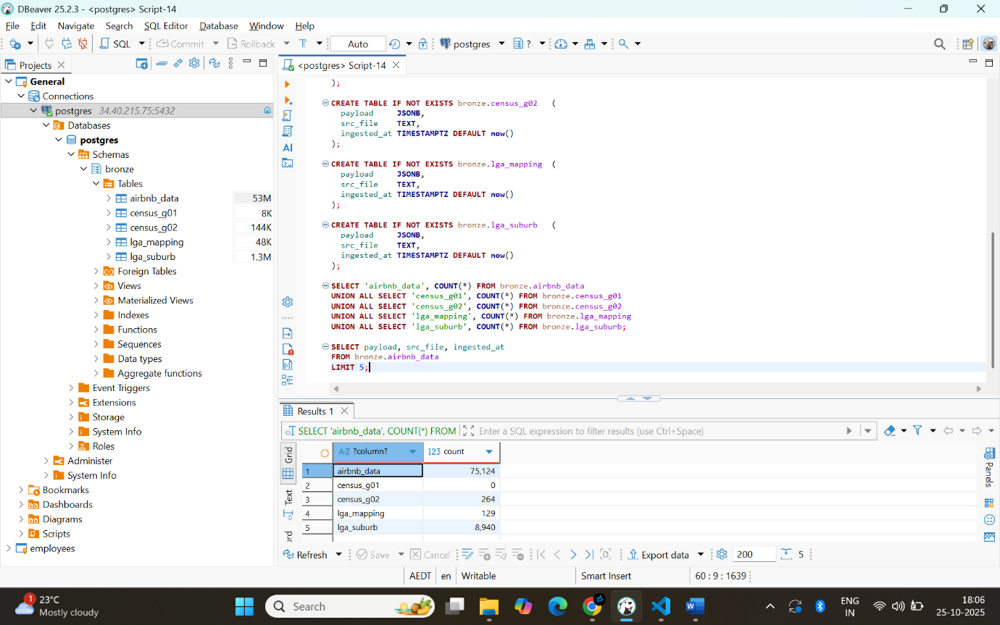 DBeaver 25.2.3 - <postgres> Script-14
File Edit Navigate Search SQL Editor Database Window Help
SQL Commit Rollback T Auto postgres ?
Projects
<postgres> Script-14
General
Connections
postgres 34.40.215.75:5432
Databases
postgres
Schemas
bronze
Tables
airbnb_data 53M
census_g01 8K
census_g02 144K
lga_mapping 48K
lga_suburb 1.3M
Foreign Tables
Views
Materialized Views
Indexes
Functions
Sequences
Data types
Aggregate functions
Event Triggers
Extensions
Storage
System Info
Roles
Administer
System Info
Bookmarks
Dashboards
Diagrams
Scripts
employees
AI
);
CREATE TABLE IF NOT EXISTS bronze.census_g02 (
payload JSONB,
src_file TEXT,
ingested_at TIMESTAMPTZ DEFAULT now()
);
CREATE TABLE IF NOT EXISTS bronze.lga_mapping (
payload JSONB,
src_file TEXT,
ingested_at TIMESTAMPTZ DEFAULT now()
);
CREATE TABLE IF NOT EXISTS bronze.lga_suburb (
payload JSONB,
src_file TEXT,
ingested_at TIMESTAMPTZ DEFAULT now()
);
SELECT 'airbnb_data', COUNT(*) FROM bronze.airbnb_data
UNION ALL SELECT 'census_g01', COUNT(*) FROM bronze.census_g01
UNION ALL SELECT 'census_g02', COUNT(*) FROM bronze.census_g02
UNION ALL SELECT 'lga_mapping', COUNT(*) FROM bronze.lga_mapping
UNION ALL SELECT 'lga_suburb', COUNT(*) FROM bronze.lga_suburb;
SELECT payload, src_file, ingested_at
FROM bronze.airbnb_data
LIMIT 5;
Results 1
SELECT 'airbnb_data', COUNT(*) FROM Enter a SQL expression to filter results (use Ctrl+Space)
Grid
Text
Panels
A-Z ?column? 123 count
1 airbnb_data 75,124
2 census_g01 0
3 census_g02 264
4 lga_mapping 129
5 lga_suburb 8,940
Refresh Save Cancel Export data 200 5
AEDT en Writable Smart Insert 60 : 9 : 1639
1
23°C
Mostly cloudy
Search
ENG
IN
18:06
25-10-2025